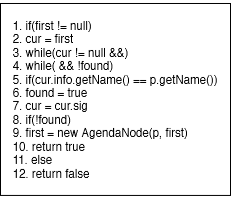 1. if(first != null)
2. cur = first
3. while(cur != null &&)
4. while( && !found)
5. if(cur.info.getName() == p.getName())
6. found = true
7. cur = cur.sig
8. if(!found)
9. first = new AgendaNode(p, first)
10. return true
11. else
12. return false